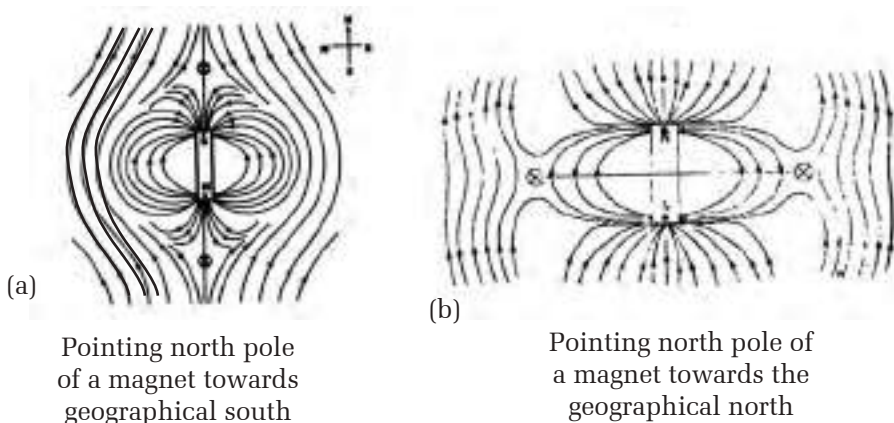 (a)
Pointing north pole
of a magnet towards
geographical south
(b)
Pointing north pole of
a magnet towards the
geographical north